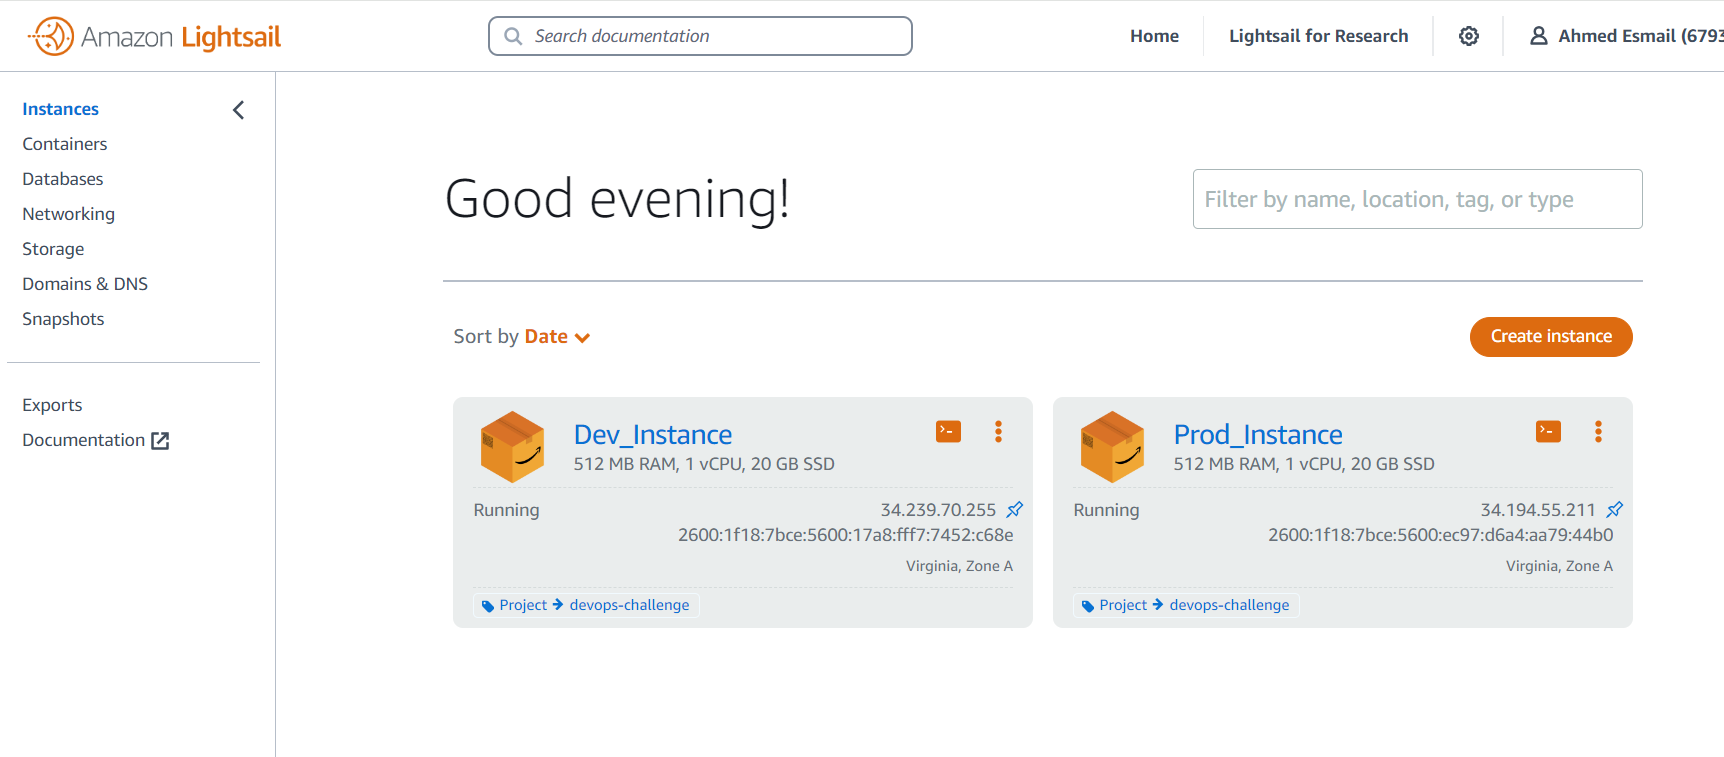 Amazon Lightsail
Search documentation
Home
Lightsail for Research
Ahmed Esmail (6793
Instances
Containers
Databases
Networking
Storage
Domains & DNS
Snapshots
Exports
Documentation
Good evening!
Filter by name, location, tag, or type
Sort by Date
Create instance
Dev_Instance
512 MB RAM, 1 vCPU, 20 GB SSD
Running
34.239.70.255
2600:1f18:7bce:5600:17a8:fff7:7452:c68e
Virginia, Zone A
Project → devops-challenge
Prod_Instance
512 MB RAM, 1 vCPU, 20 GB SSD
Running
34.194.55.211
2600:1f18:7bce:5600:ec97:d6a4:aa79:44b0
Virginia, Zone A
Project → devops-challenge